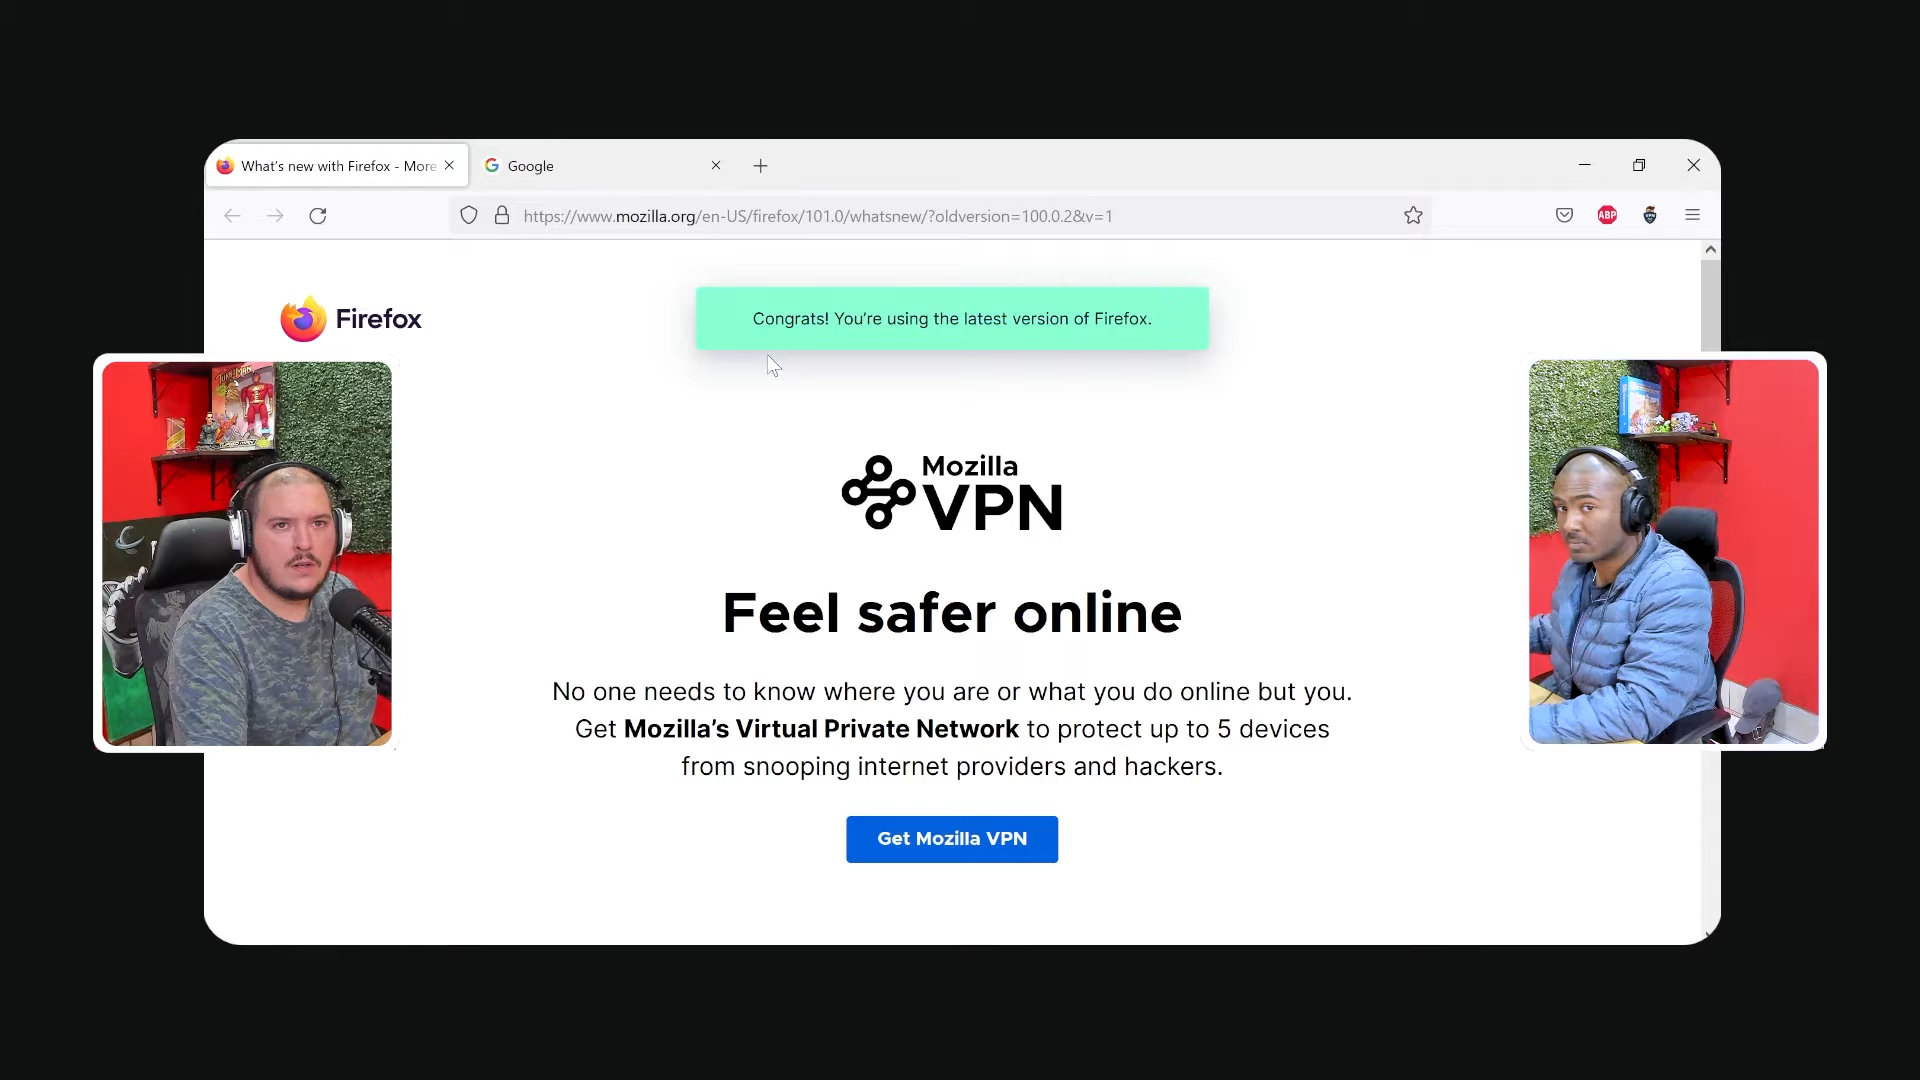 What's new with Firefox - More
Google
https://www.mozilla.org/en-US/firefox/101.0/whatsnew/?oldversion=100.0.2&v=1
ABP
VPN
Firefox
Congrats! You're using the latest version of Firefox.
Mozilla
VPN
Feel safer online
No one needs to know where you are or what you do online but you.
Get Mozilla's Virtual Private Network to protect up to 5 devices
from snooping internet providers and hackers.
Get Mozilla VPN